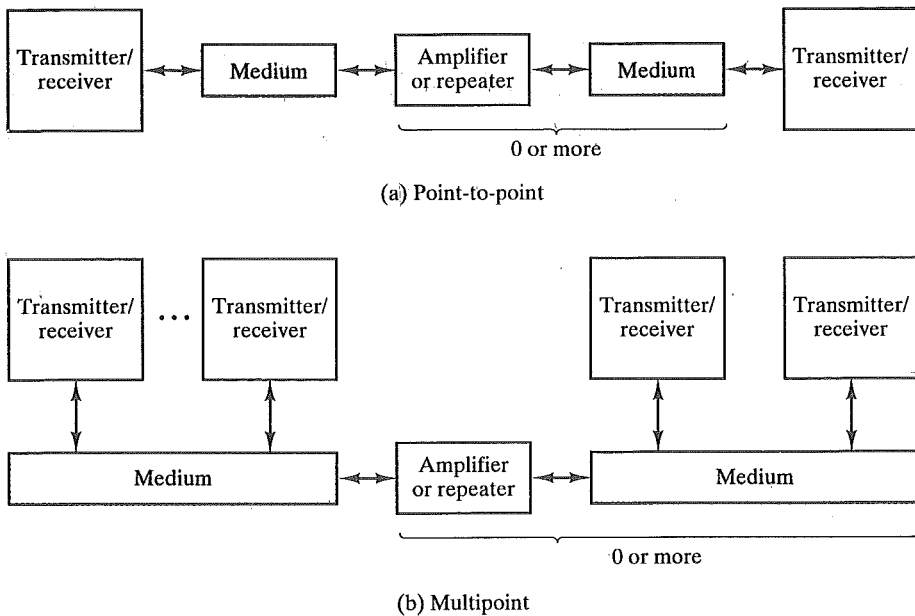 Transmitter/
receiver
Medium
Amplifier
or repeater
Medium
Transmitter/
receiver
0 or more
(a) Point-to-point
Transmitter/
receiver
...
Transmitter/
receiver
Transmitter/
receiver
Transmitter/
receiver
Medium
Amplifier
or repeater
Medium
0 or more
(b) Multipoint